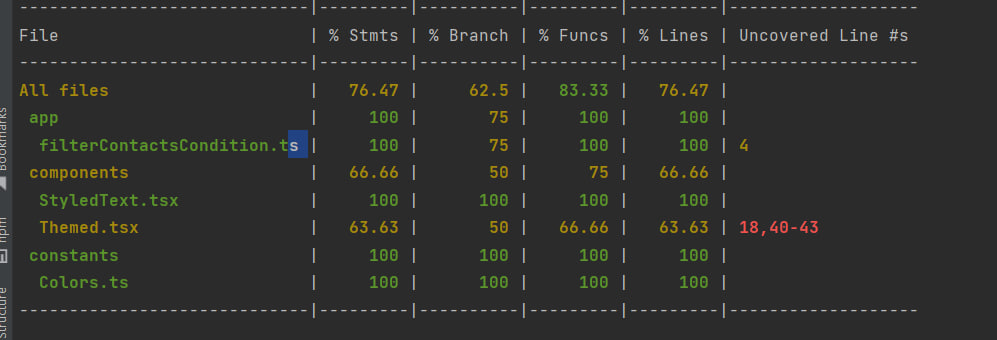 -----------------------------|---------|----------|---------|---------|-------------------
File                         | % Stmts | % Branch | % Funcs | % Lines | Uncovered Line #s
-----------------------------|---------|----------|---------|---------|-------------------
All files                    |   76.47 |     62.5 |   83.33 |   76.47 |
 app                         |     100 |       75 |     100 |     100 |
  filterContactsCondition.ts |     100 |       75 |     100 |     100 | 4
 components                  |   66.66 |       50 |      75 |   66.66 |
  StyledText.tsx             |     100 |      100 |     100 |     100 |
  Themed.tsx                 |   63.63 |       50 |   66.66 |   63.63 | 18,40-43
 constants                   |     100 |      100 |     100 |     100 |
  Colors.ts                  |     100 |      100 |     100 |     100 |
-----------------------------|---------|----------|---------|---------|-------------------
Bookmarks
npm
Structure